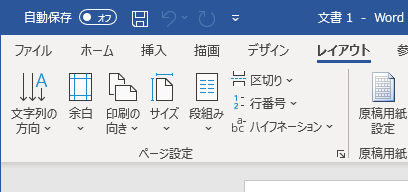 自動保存 オフ 文書 1 - Word
ファイル ホーム 挿入 描画 デザイン レイアウト 参
文字列の方向 余白 印刷の向き サイズ 段組み 区切り
行番号
ハイフネーション
原稿用紙設定
ページ設定 原稿用紙